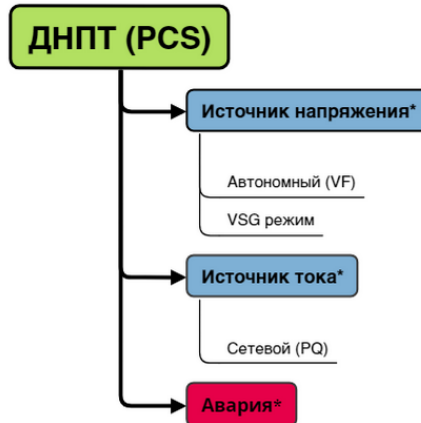 ДНПТ (PCS)
Источник напряжения*
Автономный (VF)
VSG режим
Источник тока*
Сетевой (PQ)
Авария*